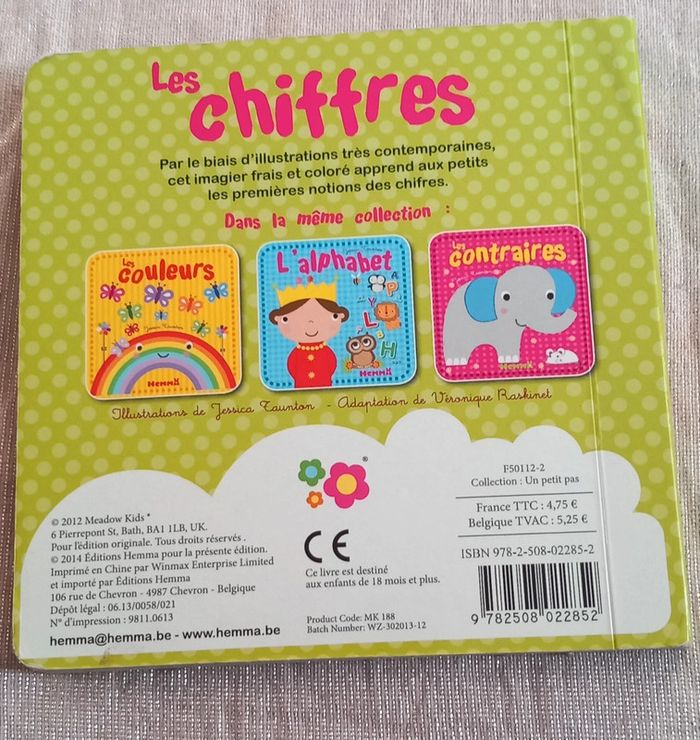 Les
chiffres
Par le biais d'illustrations très contemporaines,
cet imagier frais et coloré apprend aux petits
les premières notions des chifres.
Dans la même collection :
Les
couleurs
Jessica Taunton
Hemma
L'alphabet
A
P
Y
L
H
Hemma
Les
contraires
Hemma
Illustrations de Jessica Taunton - Adaptation de Véronique Raskinet
© 2012 Meadow Kids ®
6 Pierrepont St, Bath, BA1 1LB, UK.
Pour l'édition originale. Tous droits réservés .
© 2014 Éditions Hemma pour la présente édition.
Imprimé en Chine par Winmax Enterprise Limited
et importé par Éditions Hemma
106 rue de Chevron - 4987 Chevron - Belgique
Dépôt légal : 06.13/0058/021
N° d'impression : 9811.0613
hemma@hemma.be - www.hemma.be
®
CE
Ce livre est destiné
aux enfants de 18 mois et plus.
Product Code: MK 188
Batch Number: WZ-302013-12
F50112-2
Collection : Un petit pas
France TTC : 4,75 €
Belgique TVAC : 5,25 €
ISBN 978-2-508-02285-2
9 782508 022852